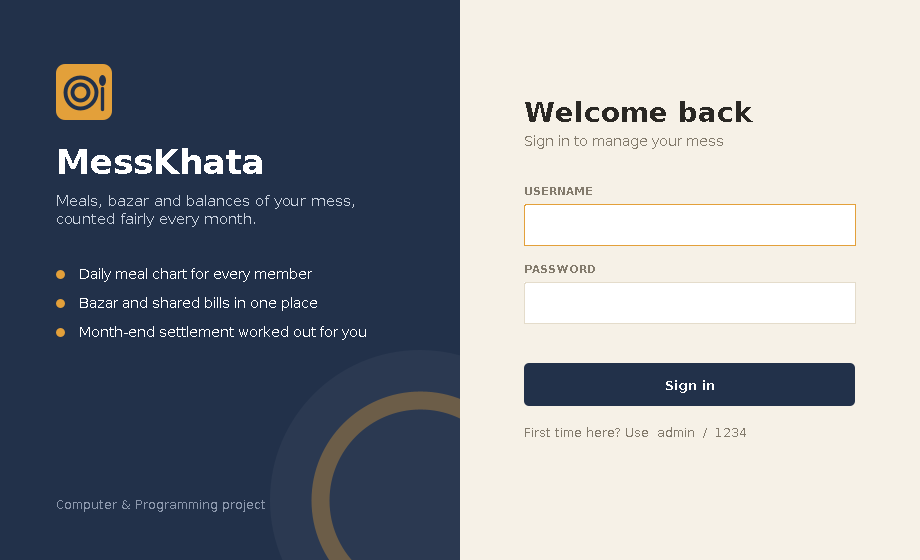 MessKhata
Meals, bazar and balances of your mess,
counted fairly every month.
Daily meal chart for every member
Bazar and shared bills in one place
Month-end settlement worked out for you
Computer & Programming project
Welcome back
Sign in to manage your mess
USERNAME
PASSWORD
Sign in
First time here? Use admin / 1234